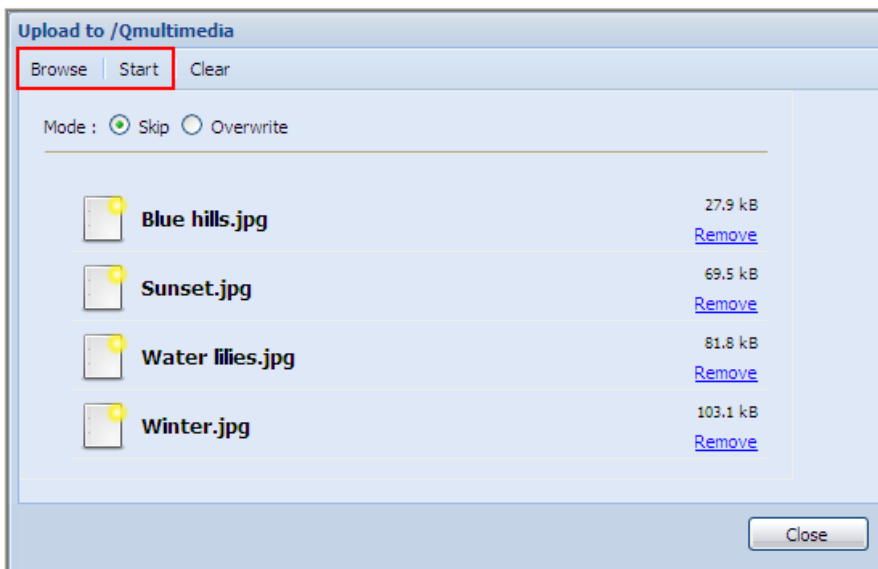 Upload to /Qmultimedia
Browse Start Clear
Mode : Skip Overwrite
Blue hills.jpg 27.9 kB
Remove
Sunset.jpg 69.5 kB
Remove
Water lilies.jpg 81.8 kB
Remove
Winter.jpg 103.1 kB
Remove
Close